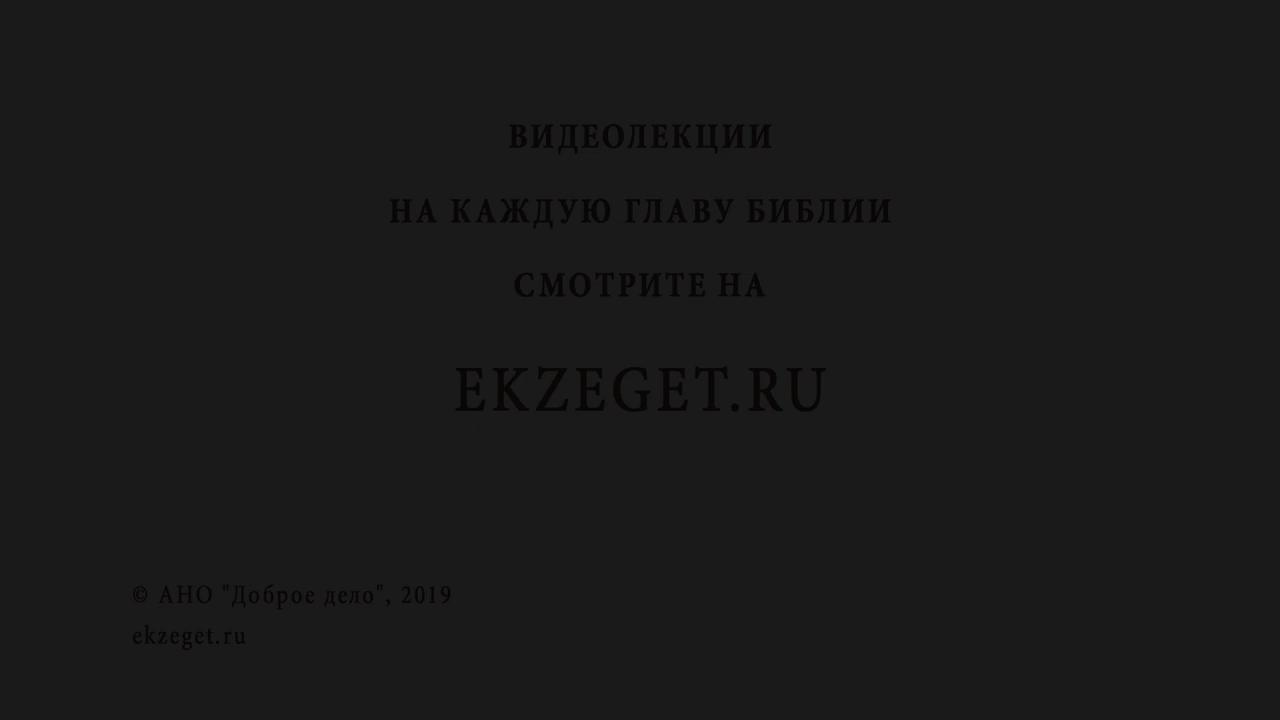 ВИДЕОЛЕКЦИИ
НА КАЖДУЮ ГЛАВУ БИБЛИИ
СМОТРИТЕ НА
EKZEGET.RU
© АНО "Доброе дело", 2019
ekzeget.ru